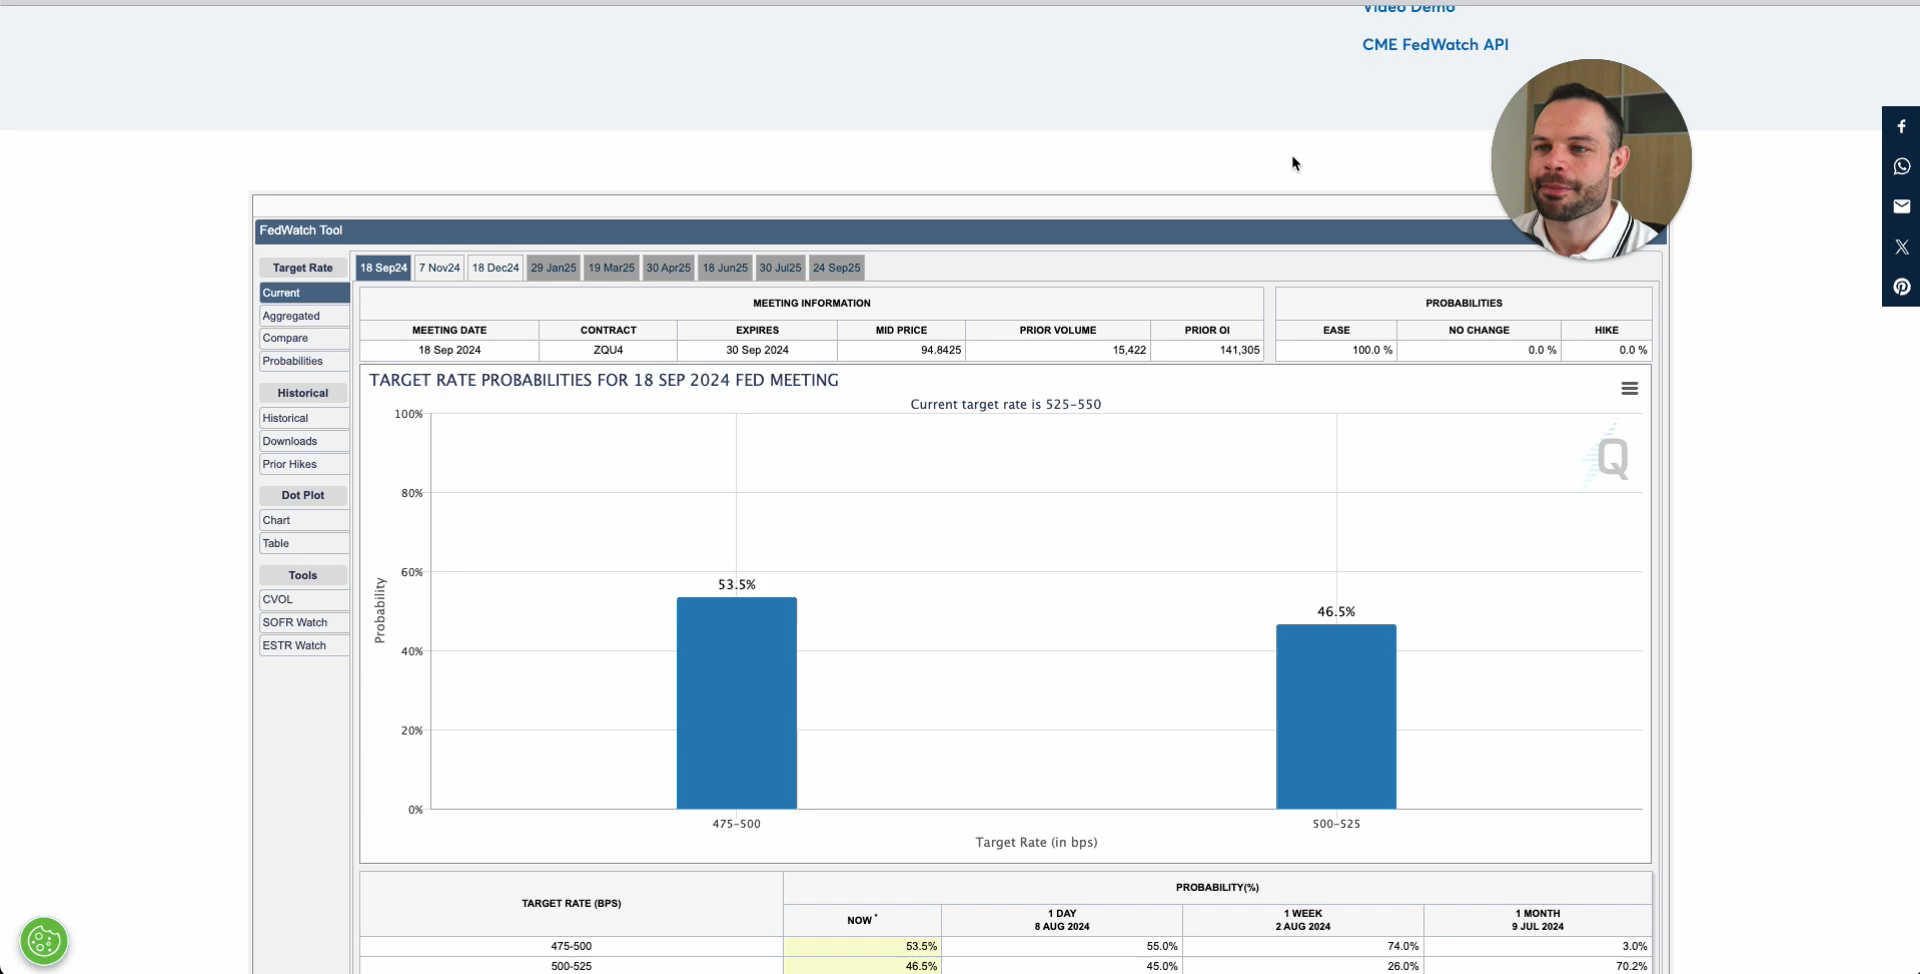 Video Demo
CME FedWatch API
FedWatch Tool
Target Rate
Current
Aggregated
Compare
Probabilities
Historical
Historical
Downloads
Prior Hikes
Dot Plot
Chart
Table
Tools
CVOL
SOFR Watch
ESTR Watch
18 Sep24 7 Nov24 18 Dec24 29 Jan25 19 Mar25 30 Apr25 18 Jun25 30 Jul25 24 Sep25
MEETING INFORMATION
MEETING DATE CONTRACT EXPIRES MID PRICE PRIOR VOLUME PRIOR OI
18 Sep 2024 ZQU4 30 Sep 2024 94.8425 15,422 141,305
PROBABILITIES
EASE NO CHANGE HIKE
100.0 % 0.0 % 0.0 %
TARGET RATE PROBABILITIES FOR 18 SEP 2024 FED MEETING
Current target rate is 525-550
Q
100%
80%
60%
40%
20%
0%
Probability
53.5%
46.5%
475-500 500-525
Target Rate (in bps)
TARGET RATE (BPS) PROBABILITY(%)
NOW * 1 DAY 1 WEEK 1 MONTH
8 AUG 2024 2 AUG 2024 9 JUL 2024
475-500 53.5% 55.0% 74.0% 3.0%
500-525 46.5% 45.0% 26.0% 70.2%